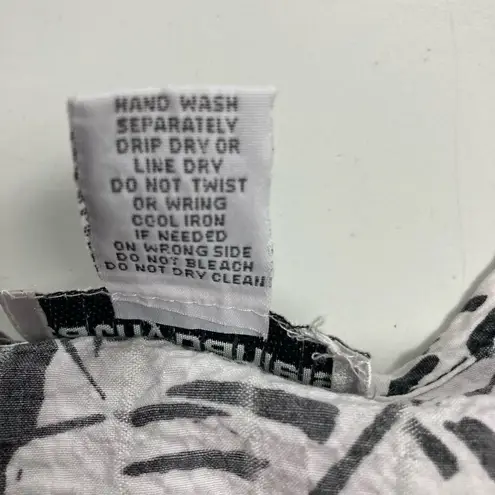 HAND WASH
SEPARATELY
DRIP DRY OR
LINE DRY
DO NOT TWIST
OR WRING
COOL IRON
IF NEEDED
ON WRONG SIDE
DO NOT BLEACH
DO NOT DRY CLEAN